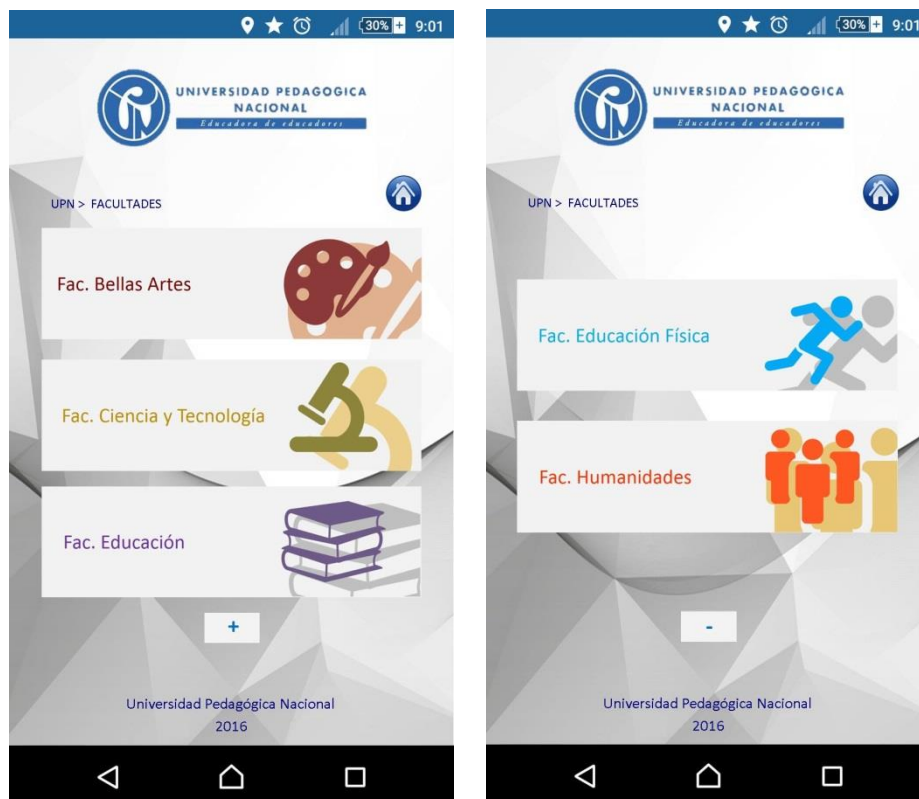 30% 9:01
UNIVERSIDAD PEDAGOGICA
NACIONAL
Educadora de educadores
UPN > FACULTADES
Fac. Bellas Artes
Fac. Ciencia y Tecnología
Fac. Educación
+
Universidad Pedagógica Nacional
2016
30% 9:01
UNIVERSIDAD PEDAGOGICA
NACIONAL
Educadora de educadores
UPN > FACULTADES
Fac. Educación Física
Fac. Humanidades
-
Universidad Pedagógica Nacional
2016